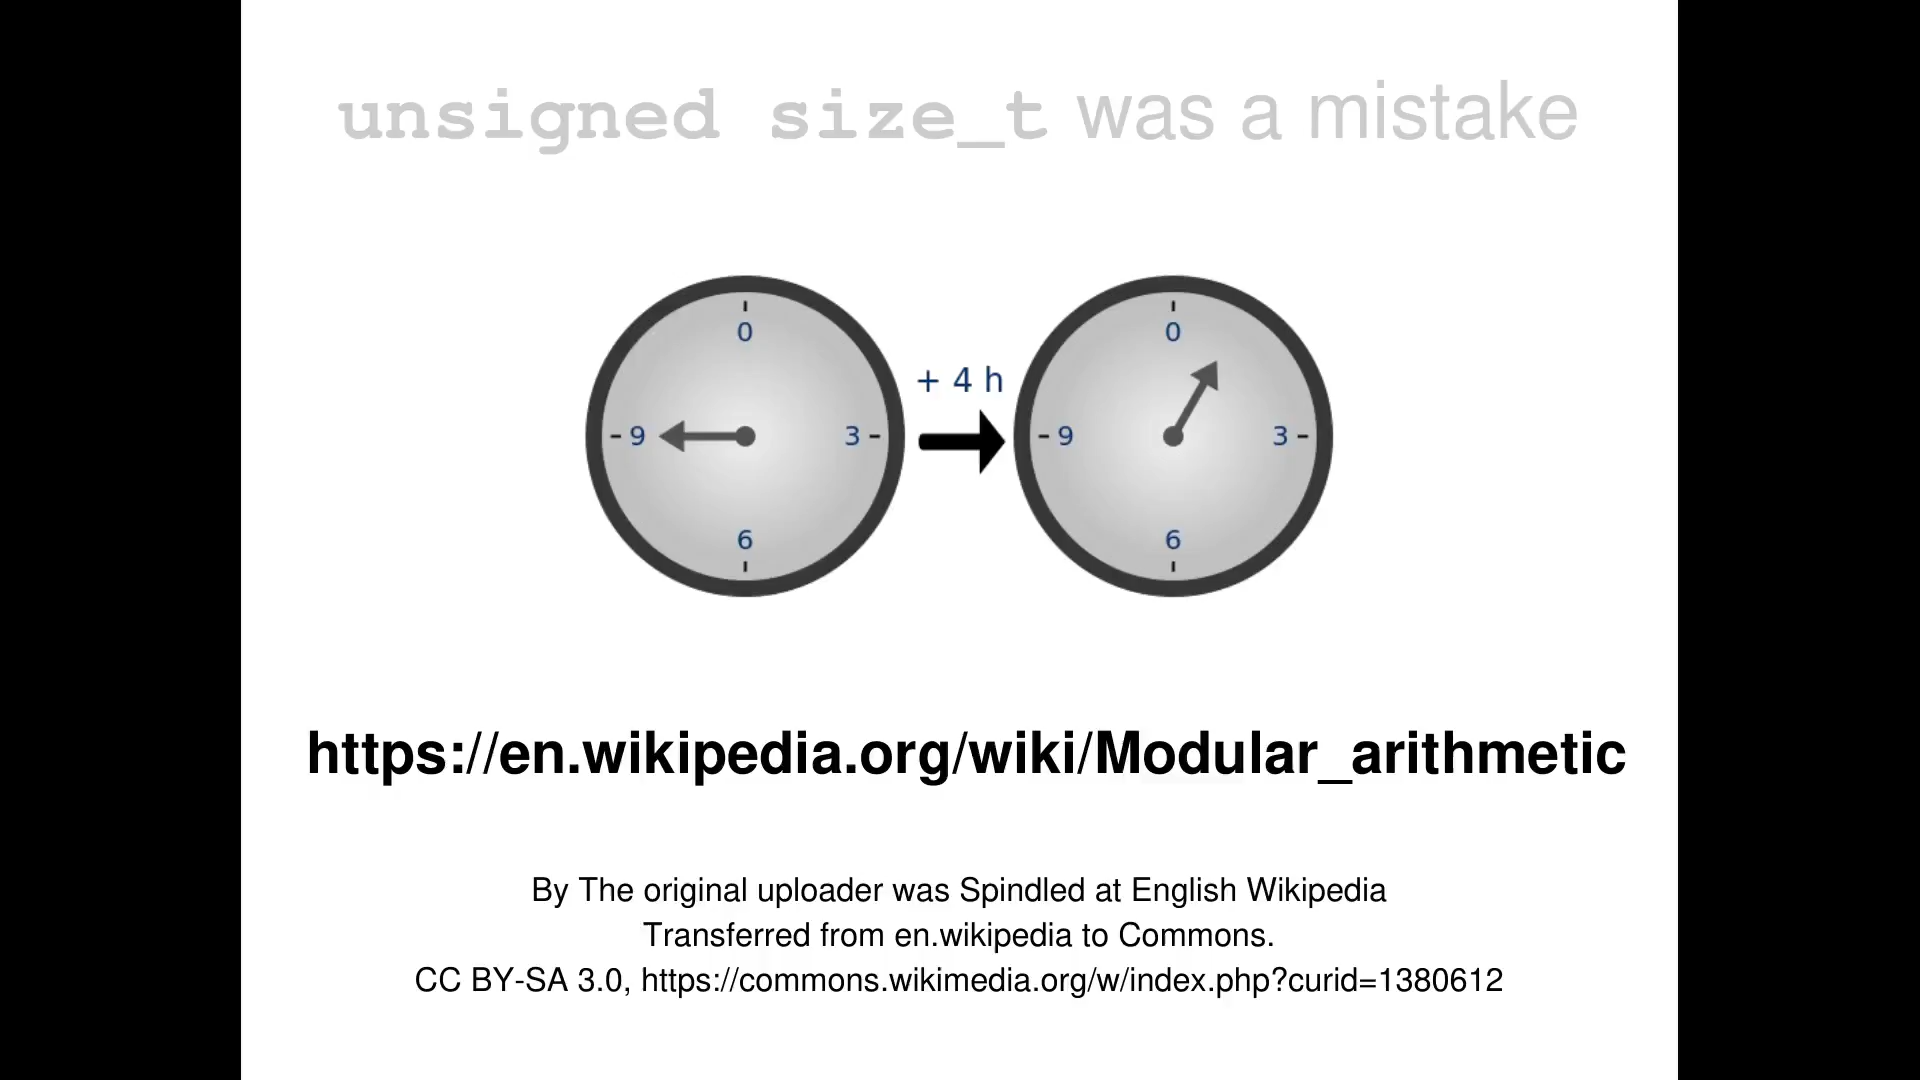 unsigned size_t was a mistake
0
0
+ 4 h
9
3
9
3
6
6
https://en.wikipedia.org/wiki/Modular_arithmetic
By The original uploader was Spindled at English Wikipedia
Transferred from en.wikipedia to Commons.
CC BY-SA 3.0, https://commons.wikimedia.org/w/index.php?curid=1380612